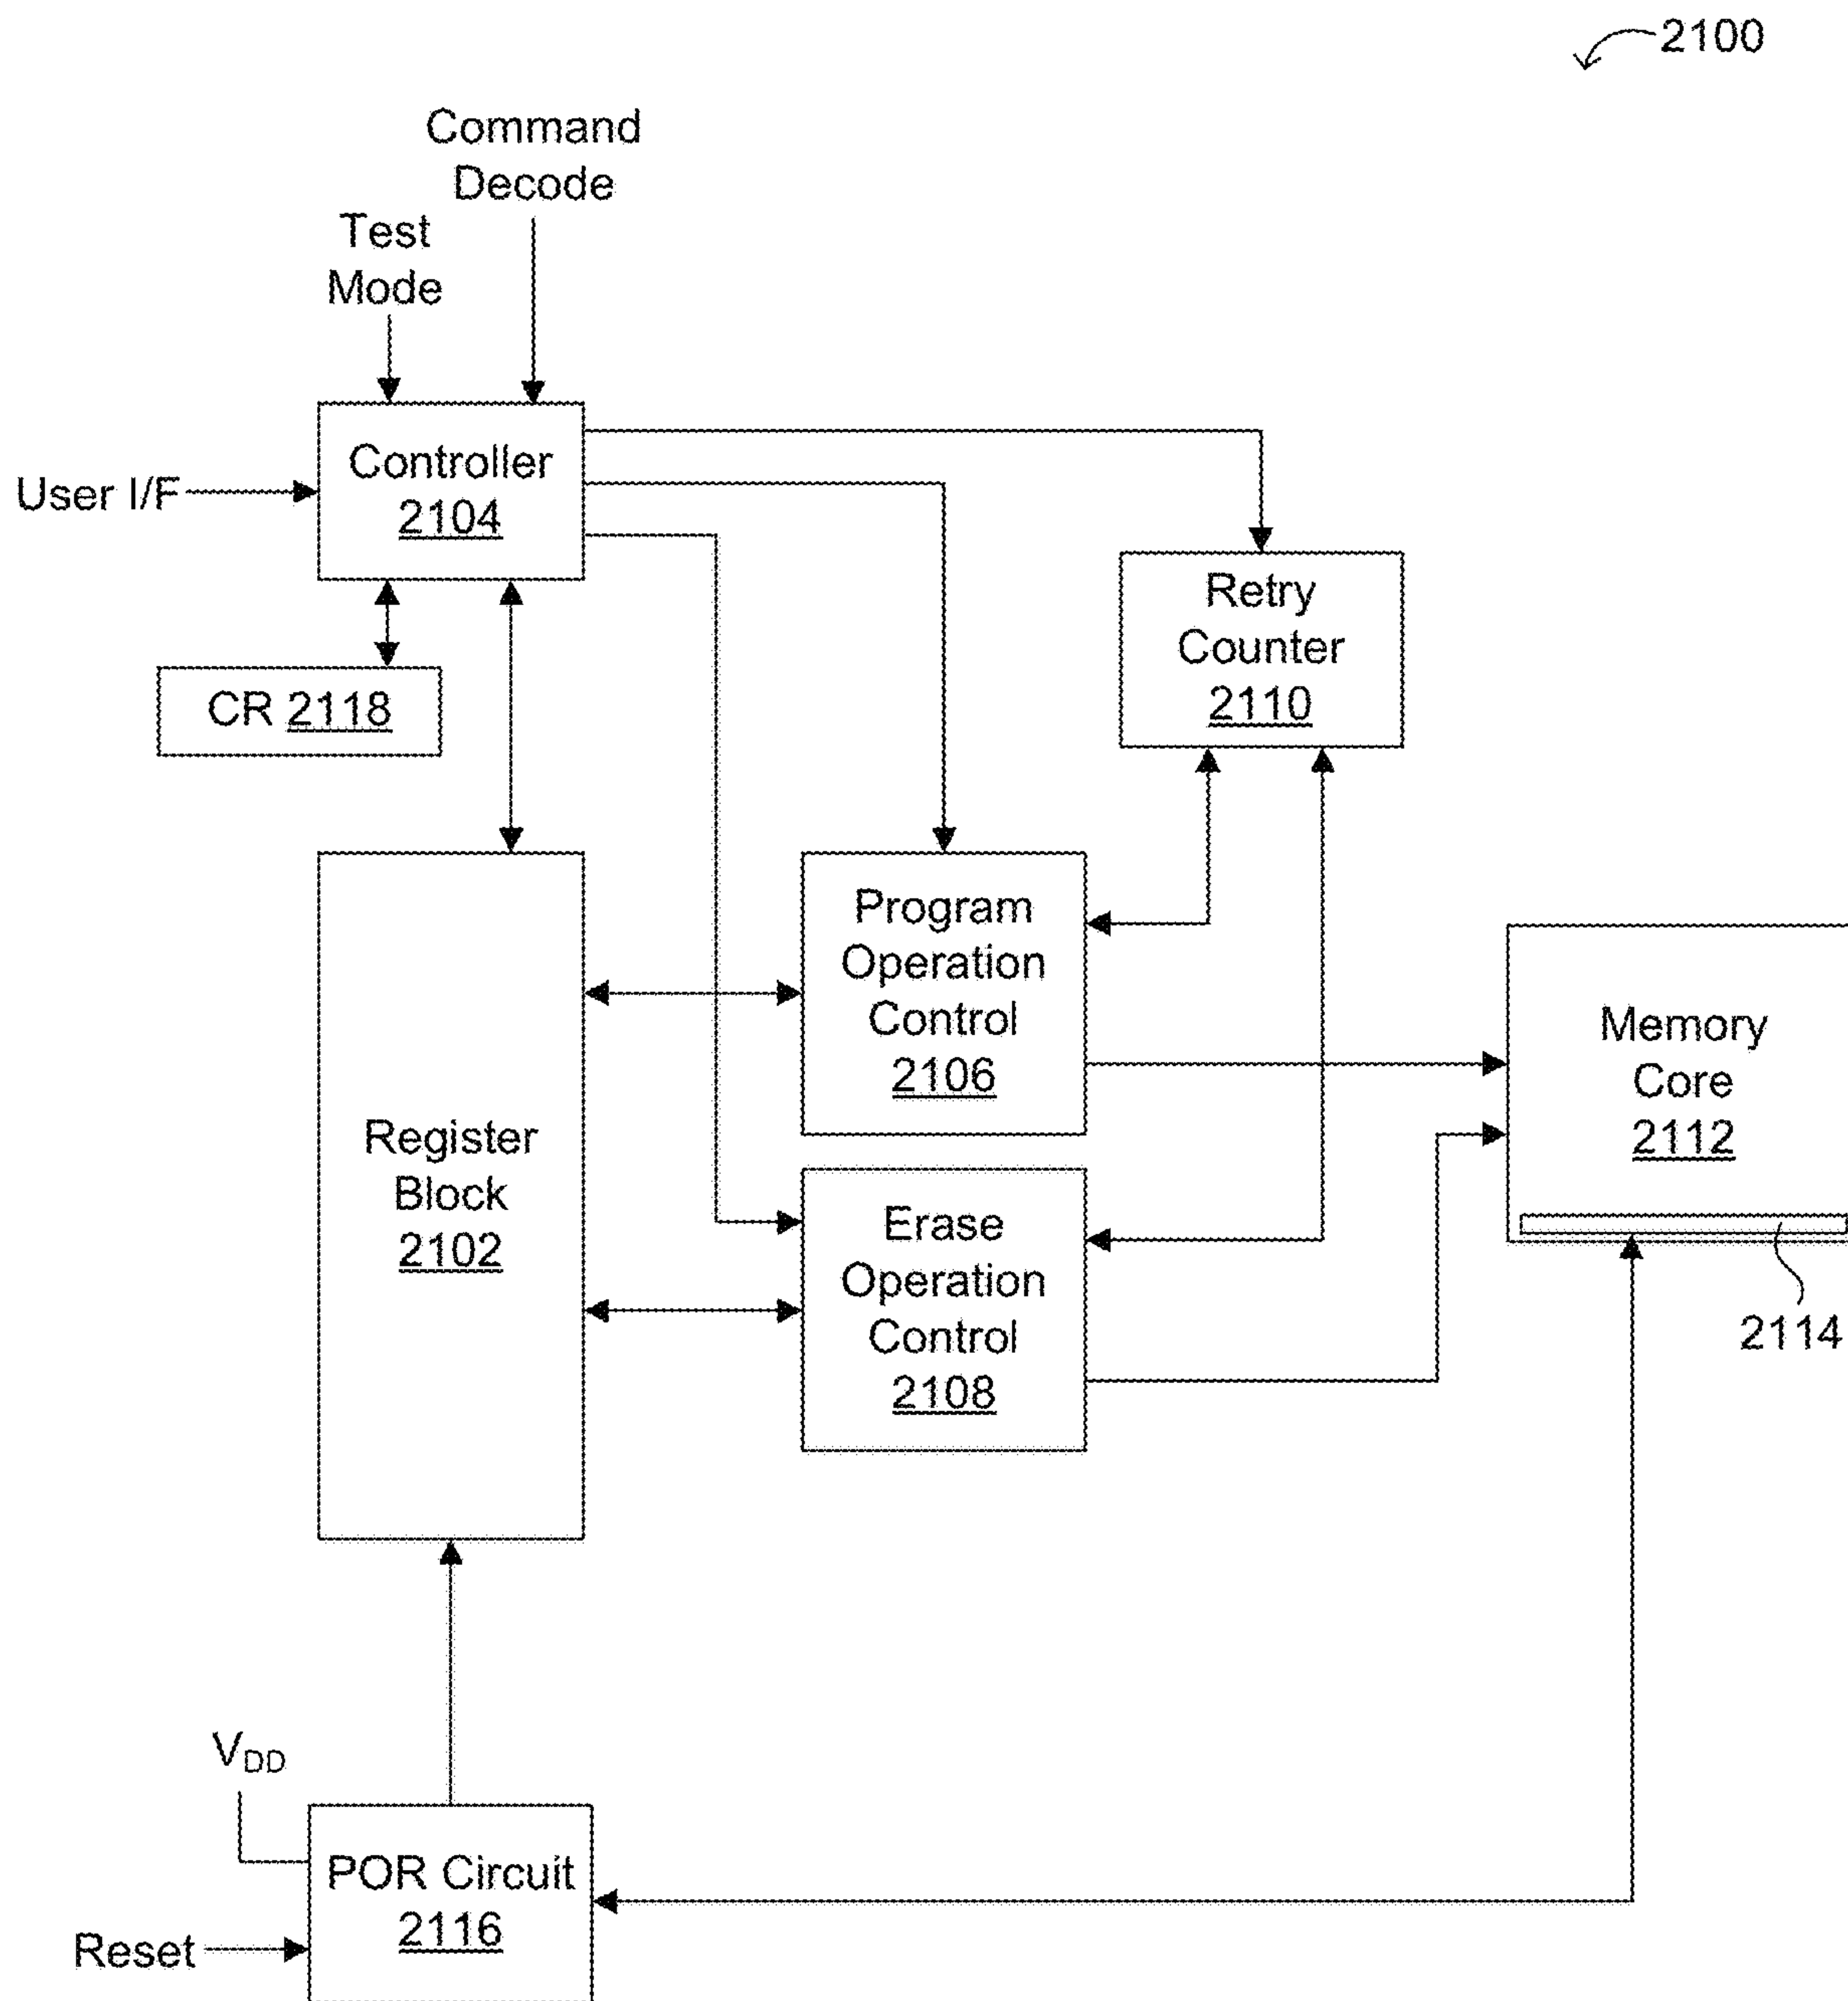 2100
Command
Decode
Test
Mode
Controller
2104
User I/F
Retry
Counter
2110
CR 2118
Program
Operation
Control
2106
Memory
Core
2112
Register
Block
2102
Erase
Operation
Control
2108
2114
VDD
POR Circuit
2116
Reset